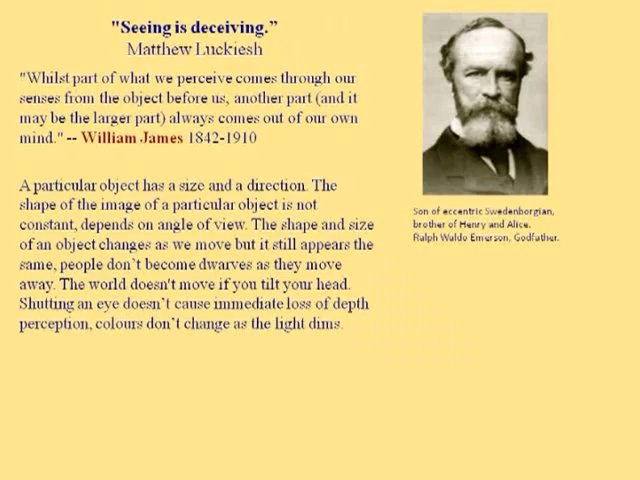 "Seeing is deceiving.”
Matthew Luckiesh
"Whilst part of what we perceive comes through our
senses from the object before us, another part (and it
may be the larger part) always comes out of our own
mind." -- William James 1842-1910
A particular object has a size and a direction. The
shape of the image of a particular object is not
constant, depends on angle of view. The shape and size
of an object changes as we move but it still appears the
same, people don’t become dwarves as they move
away. The world doesn't move if you tilt your head.
Shutting an eye doesn’t cause immediate loss of depth
perception, colours don’t change as the light dims.
Son of eccentric Swedenborgian,
brother of Henry and Alice.
Ralph Waldo Emerson, Godfather.